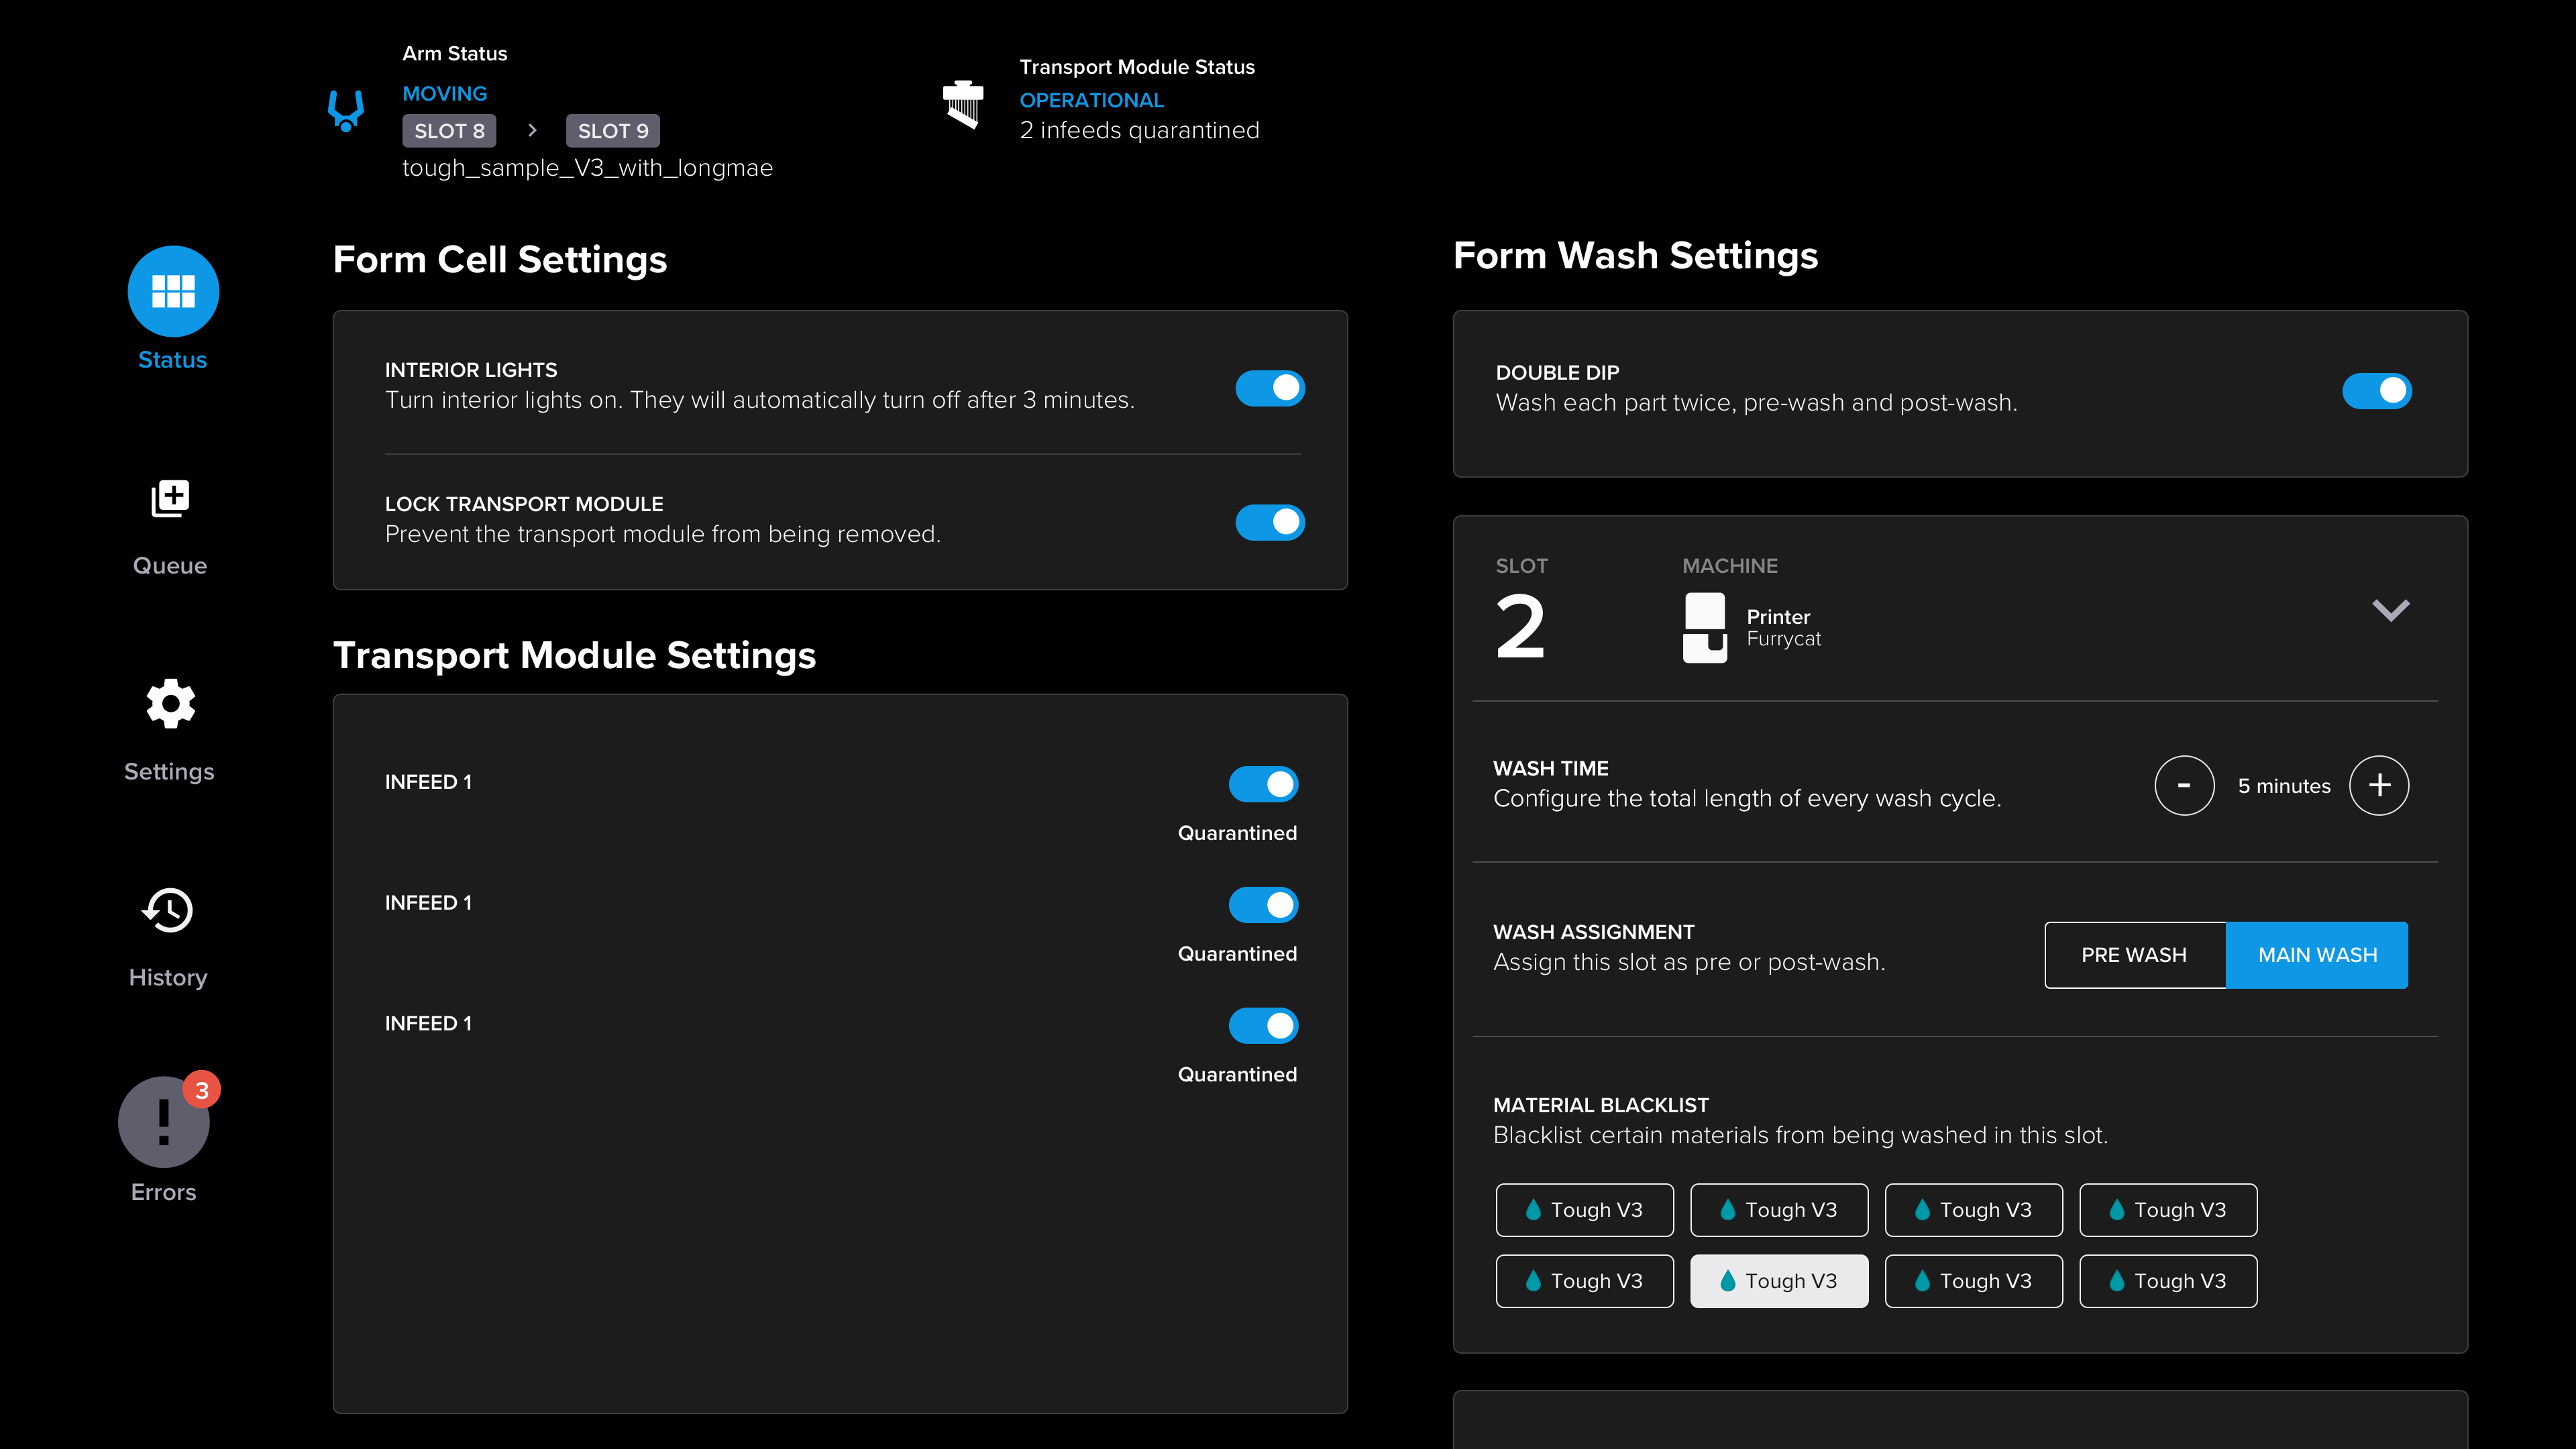 Arm Status
MOVING
SLOT 8 > SLOT 9
tough_sample_V3_with_longmae
Transport Module Status
OPERATIONAL
2 infeeds quarantined
Status
Queue
Settings
History
3
Errors
Form Cell Settings
INTERIOR LIGHTS
Turn interior lights on. They will automatically turn off after 3 minutes.
LOCK TRANSPORT MODULE
Prevent the transport module from being removed.
Transport Module Settings
INFEED 1
Quarantined
INFEED 1
Quarantined
INFEED 1
Quarantined
Form Wash Settings
DOUBLE DIP
Wash each part twice, pre-wash and post-wash.
SLOT MACHINE
2 Printer
Furrycat
WASH TIME
Configure the total length of every wash cycle.
- 5 minutes +
WASH ASSIGNMENT
Assign this slot as pre or post-wash.
PRE WASH MAIN WASH
MATERIAL BLACKLIST
Blacklist certain materials from being washed in this slot.
Tough V3 Tough V3 Tough V3 Tough V3
Tough V3 Tough V3 Tough V3 Tough V3